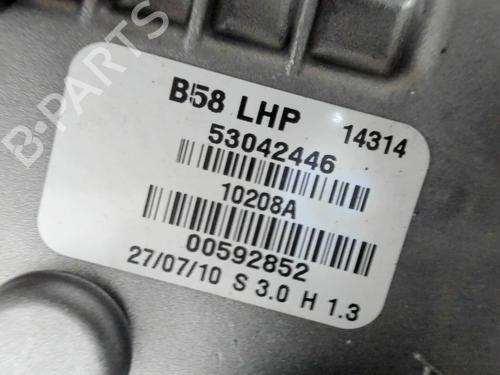 B-PARTS
B58 LHP 14314
53042446
10208A
00592852
27/07/10 S 3.0 H 1.3